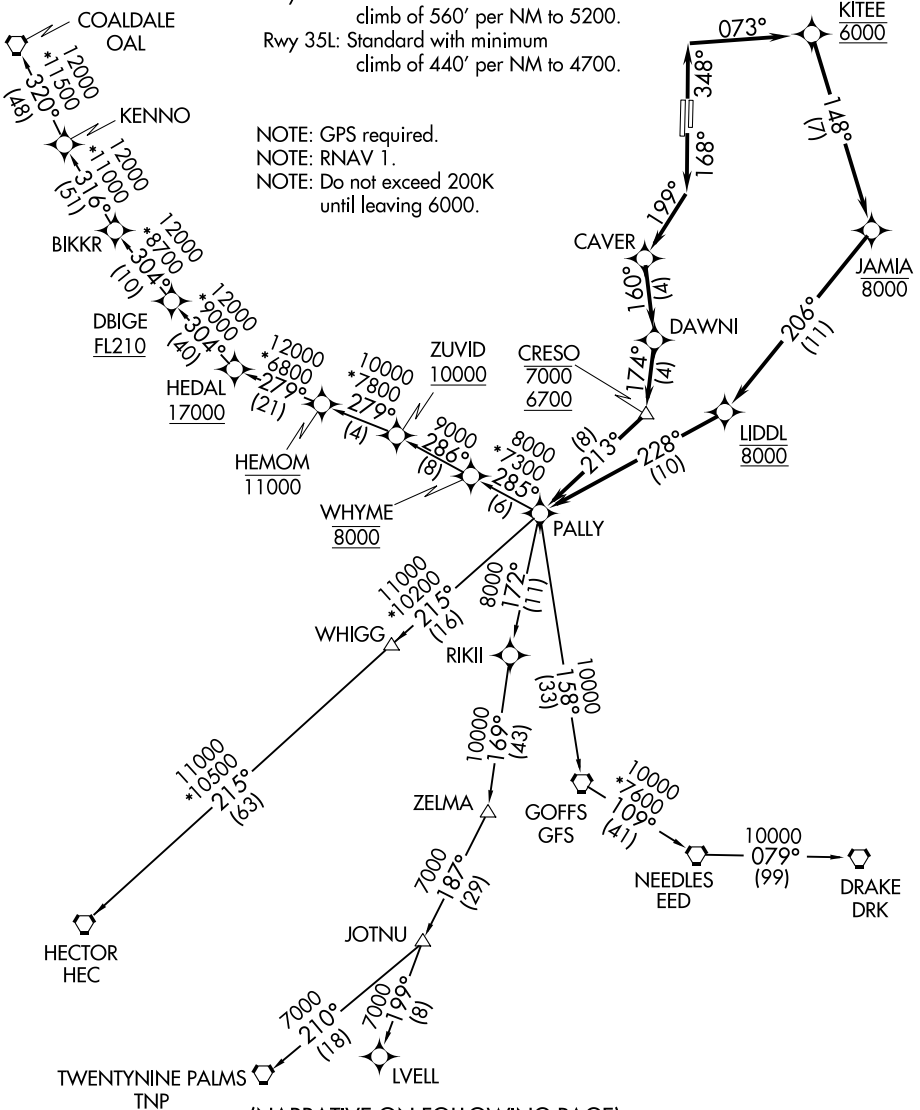 climb of 560' per NM to 5200.
Rwy 35L: Standard with minimum
climb of 440' per NM to 4700.
NOTE: GPS required.
NOTE: RNAV 1.
NOTE: Do not exceed 200K
until leaving 6000.
COALDALE
OAL
12000
*11500
320°
(48)
KENNO
12000
*11000
316°
(51)
BIKKR
12000
*8700
304°
(10)
DBIGE
FL210
12000
*9000
304°
(40)
HEDAL
17000
12000
*6800
279°
(21)
HEMOM
11000
10000
*7800
279°
(4)
ZUVID
10000
9000
286°
(8)
WHYME
8000
8000
*7300
285°
(6)
PALLY
KITEE
6000
073°
348°
168°
199°
148°
(7)
CAVER
160°
(4)
DAWNI
174°
(4)
CRESO
7000
6700
(8)
213°
JAMIA
8000
206°
(11)
LIDDL
8000
228°
(10)
11000
*10200
215°
(16)
WHIGG
11000
*10500
215°
(63)
HECTOR
HEC
8000
172°
(11)
RIKII
10000
169°
(43)
ZELMA
7000
187°
(29)
JOTNU
7000
210°
(18)
TWENTYNINE PALMS
TNP
7000
199°
(8)
LVELL
10000
158°
(33)
GOFFS
GFS
10000
*7600
109°
(41)
NEEDLES
EED
10000
079°
(99)
DRAKE
DRK